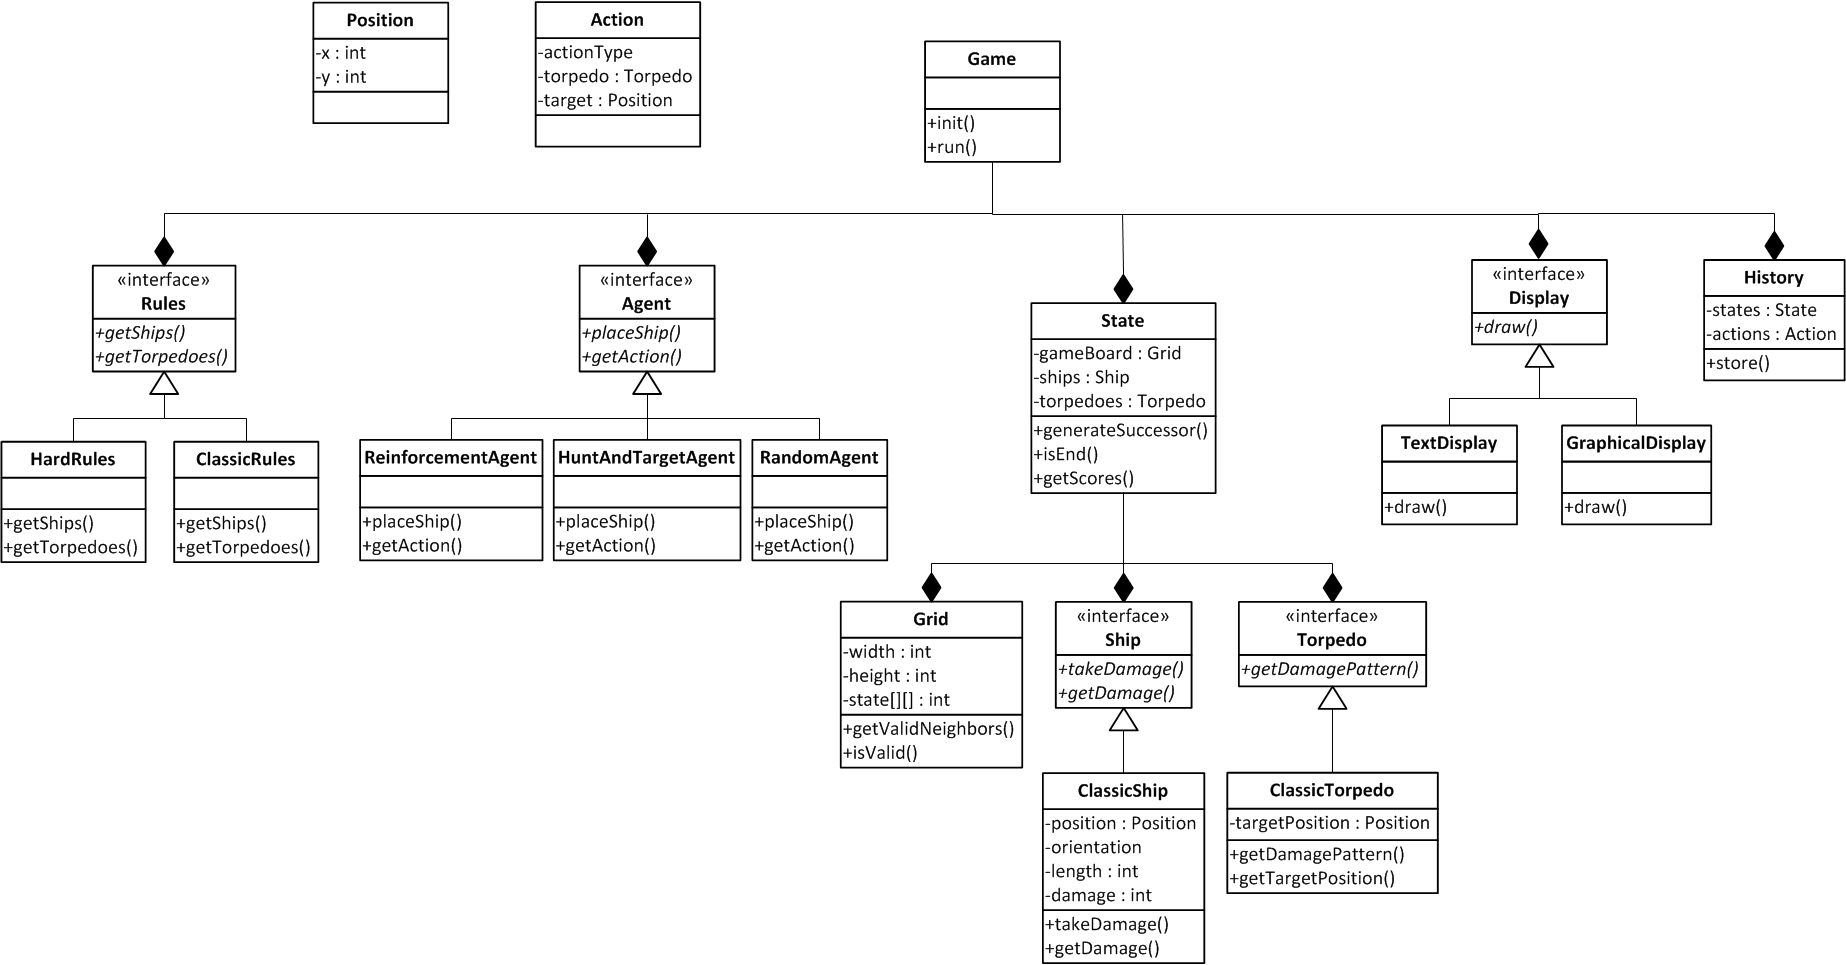 Position
-x : int
-y : int
Action
-actionType
-torpedo : Torpedo
-target : Position
Game
+init()
+run()
«interface»
Rules
+getShips()
+getTorpedoes()
«interface»
Agent
+placeShip()
+getAction()
State
-gameBoard : Grid
-ships : Ship
-torpedoes : Torpedo
+generateSuccessor()
+isEnd()
+getScores()
«interface»
Display
+draw()
History
-states : State
-actions : Action
+store()
HardRules
+getShips()
+getTorpedoes()
ClassicRules
+getShips()
+getTorpedoes()
ReinforcementAgent
+placeShip()
+getAction()
HuntAndTargetAgent
+placeShip()
+getAction()
RandomAgent
+placeShip()
+getAction()
TextDisplay
+draw()
GraphicalDisplay
+draw()
Grid
-width : int
-height : int
-state[][] : int
+getValidNeighbors()
+isValid()
«interface»
Ship
+takeDamage()
+getDamage()
«interface»
Torpedo
+getDamagePattern()
ClassicShip
-position : Position
-orientation
-length : int
-damage : int
+takeDamage()
+getDamage()
ClassicTorpedo
-targetPosition : Position
+getDamagePattern()
+getTargetPosition()